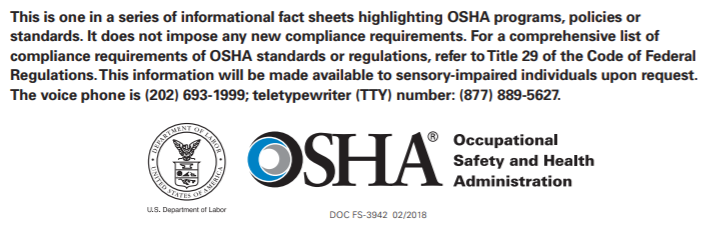 This is one in a series of informational fact sheets highlighting OSHA programs, policies or
standards. It does not impose any new compliance requirements. For a comprehensive list of
compliance requirements of OSHA standards or regulations, refer to Title 29 of the Code of Federal
Regulations. This information will be made available to sensory-impaired individuals upon request.
The voice phone is (202) 693-1999; teletypewriter (TTY) number: (877) 889-5627.
DEPARTMENT OF LABOR
UNITED STATES OF AMERICA
U.S. Department of Labor
OSHA®
Occupational
Safety and Health
Administration
DOC FS-3942 02/2018